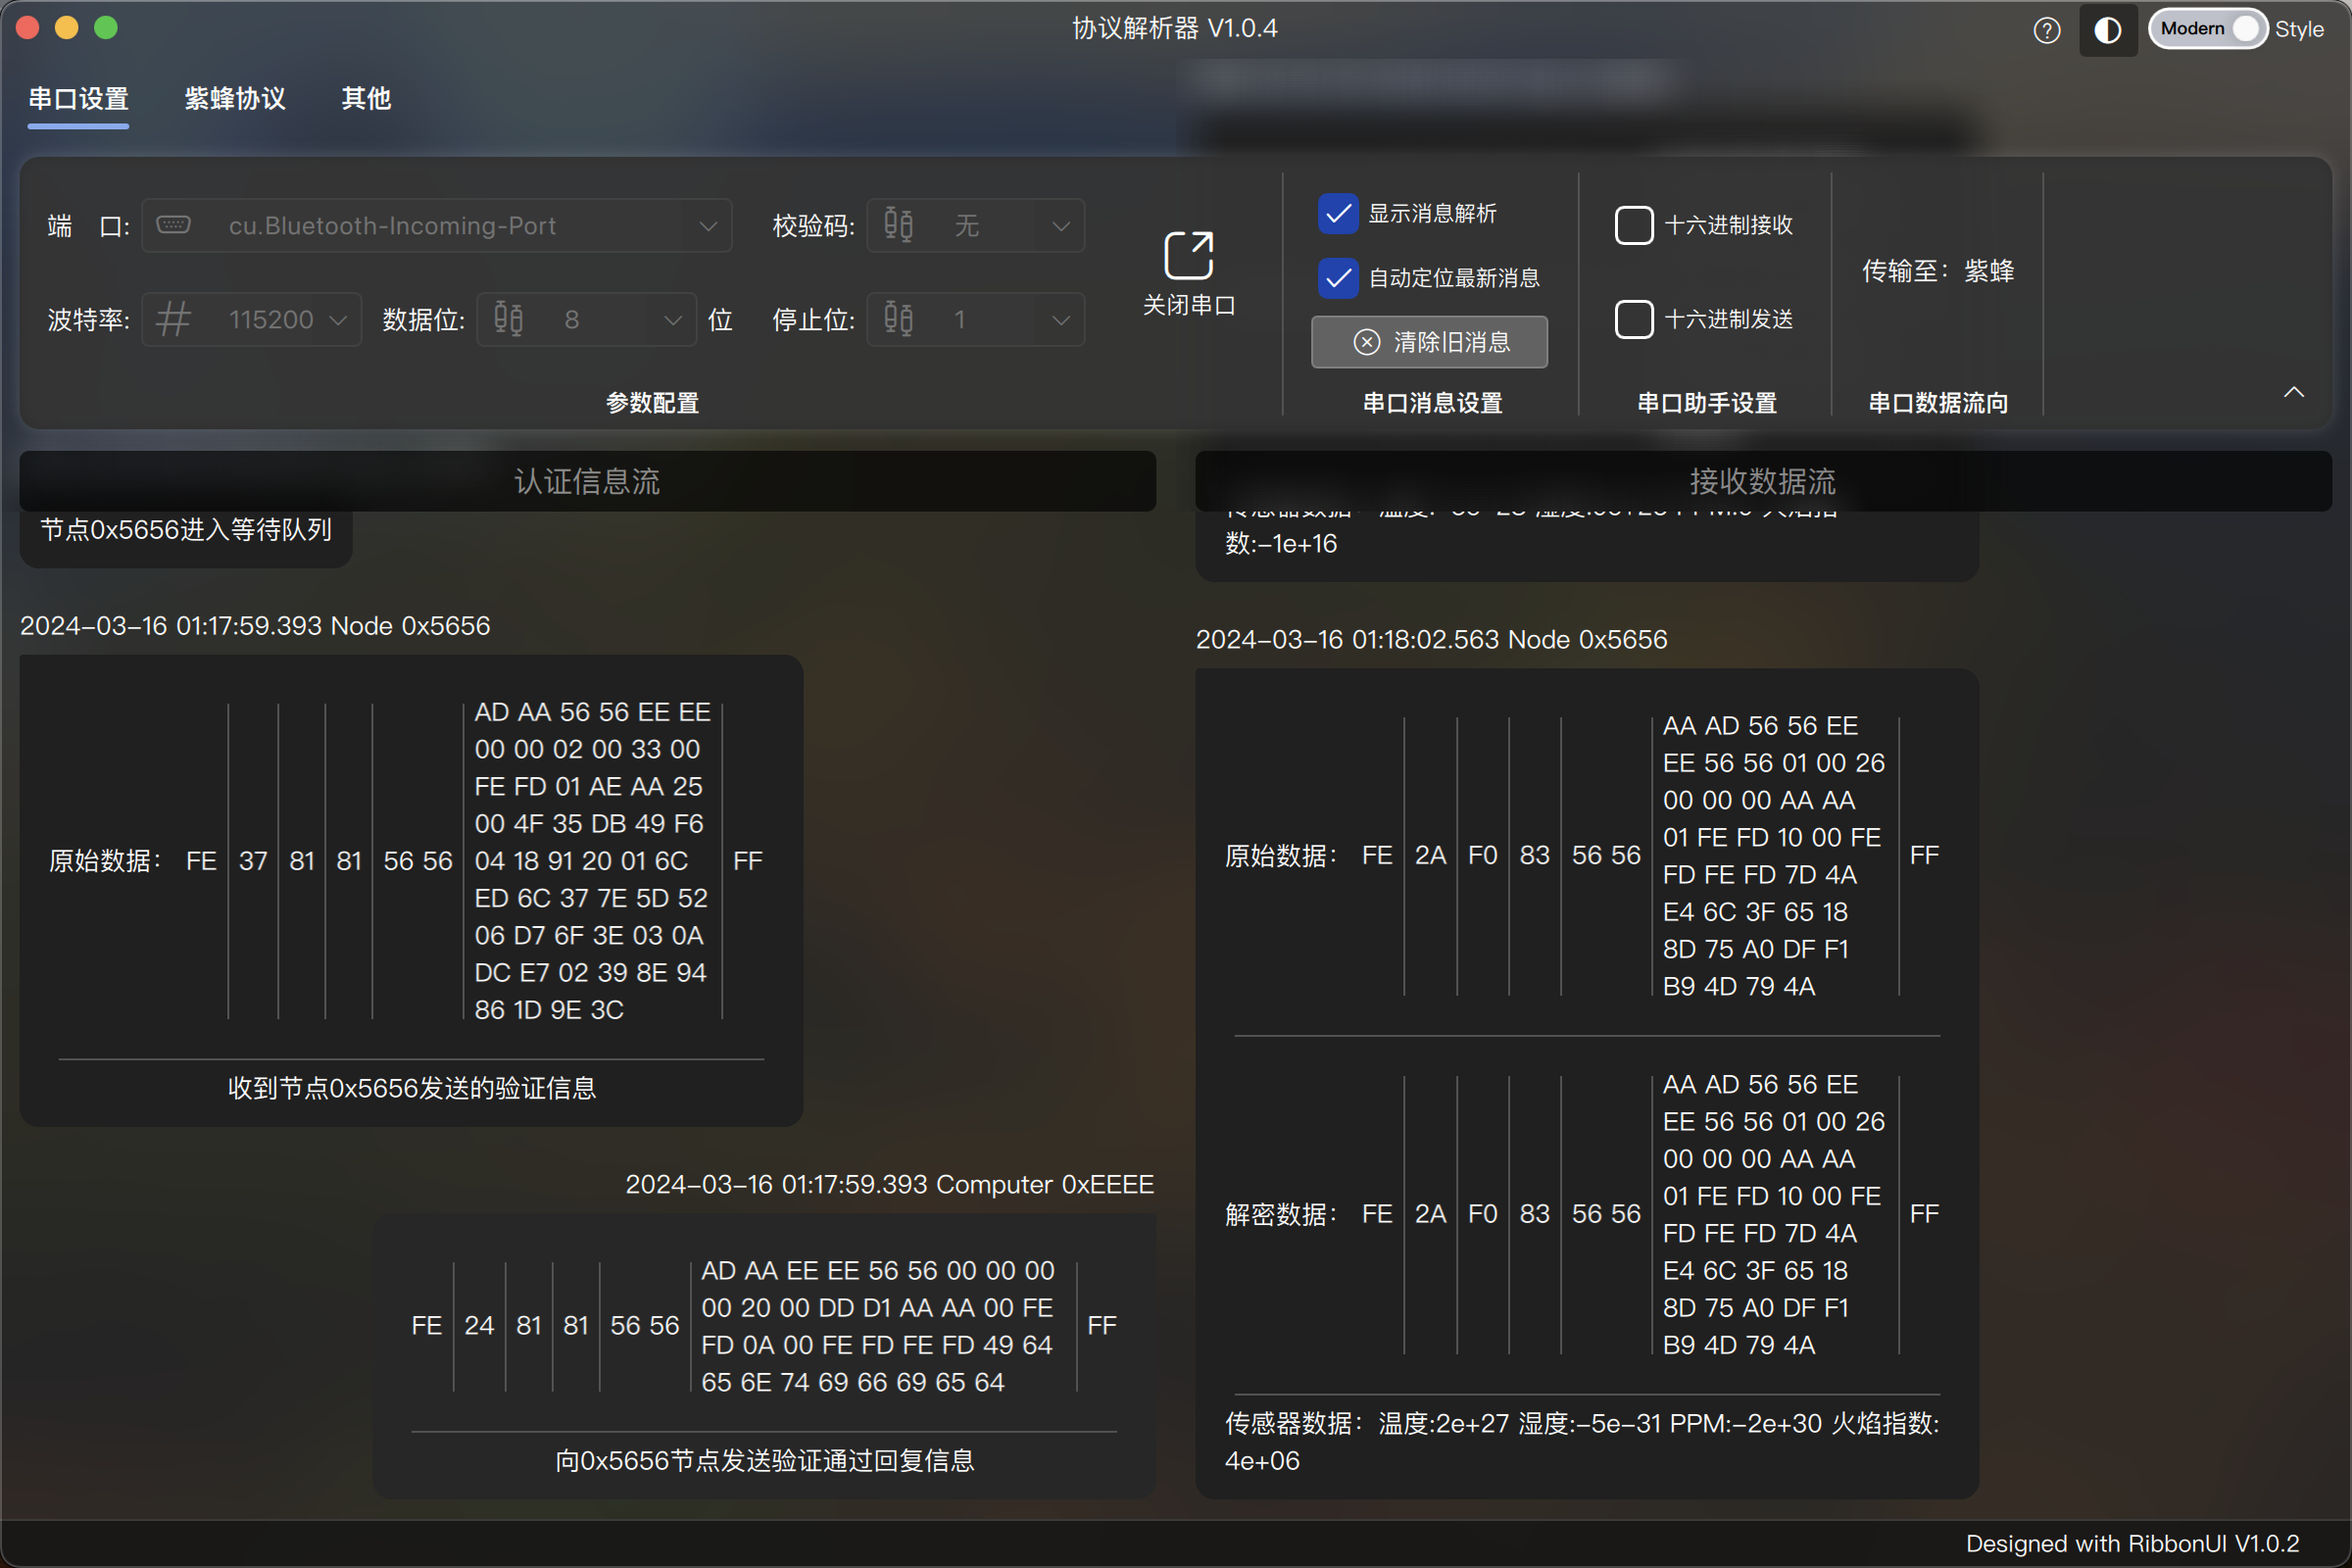 协议解析器 V1.0.4
Modern
Style
串口设置 紫蜂协议 其他
端 口: cu.Bluetooth-Incoming-Port 校验码: 无
波特率: 115200 数据位: 8 位 停止位: 1
关闭串口
参数配置
显示消息解析
自动定位最新消息
清除旧消息
串口消息设置
十六进制接收
十六进制发送
串口助手设置
传输至：紫蜂
串口数据流向
认证信息流
节点0x5656进入等待队列
2024-03-16 01:17:59.393 Node 0x5656
原始数据： FE 37 81 81 56 56
AD AA 56 56 EE EE
00 00 02 00 33 00
FE FD 01 AE AA 25
00 4F 35 DB 49 F6
04 18 91 20 01 6C
ED 6C 37 7E 5D 52
06 D7 6F 3E 03 0A
DC E7 02 39 8E 94
86 1D 9E 3C
FF
收到节点0x5656发送的验证信息
2024-03-16 01:17:59.393 Computer 0xEEEE
FE 24 81 81 56 56
AD AA EE EE 56 56 00 00 00
00 20 00 DD D1 AA AA 00 FE
FD 0A 00 FE FD FE FD 49 64
65 6E 74 69 66 69 65 64
FF
向0x5656节点发送验证通过回复信息
接收数据流
数:-1e+16
2024-03-16 01:18:02.563 Node 0x5656
原始数据： FE 2A F0 83 56 56
AA AD 56 56 EE
EE 56 56 01 00 26
00 00 00 AA AA
01 FE FD 10 00 FE
FD FE FD 7D 4A
E4 6C 3F 65 18
8D 75 A0 DF F1
B9 4D 79 4A
FF
解密数据： FE 2A F0 83 56 56
AA AD 56 56 EE
EE 56 56 01 00 26
00 00 00 AA AA
01 FE FD 10 00 FE
FD FE FD 7D 4A
E4 6C 3F 65 18
8D 75 A0 DF F1
B9 4D 79 4A
FF
传感器数据：温度:2e+27 湿度:-5e-31 PPM:-2e+30 火焰指数:
4e+06
Designed with RibbonUI V1.0.2